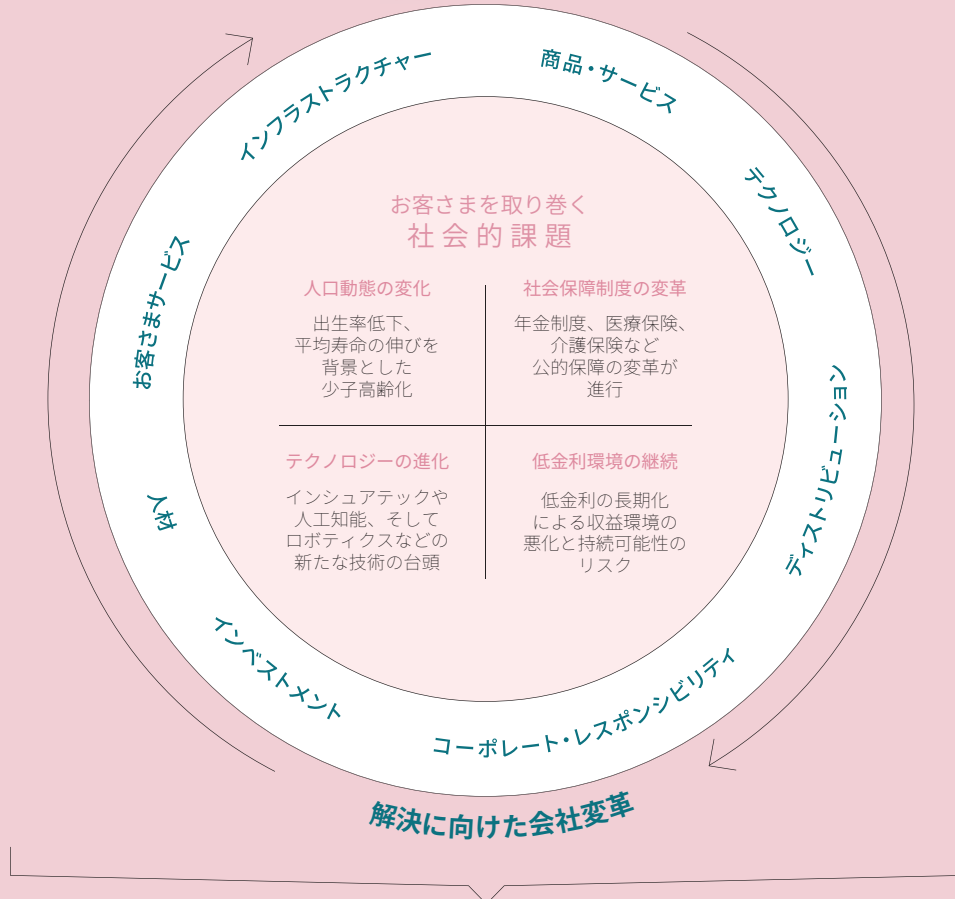 インフラストラクチャー
商品・サービス
テクノロジー
ディストリビューション
コーポレート・レスポンシビリティ
インベストメント
人材
お客さまサービス
お客さまを取り巻く
社会的課題
人口動態の変化
出生率低下、
平均寿命の伸びを
背景とした
少子高齢化
社会保障制度の変革
年金制度、医療保険、
介護保険など
公的保障の変革が
進行
テクノロジーの進化
インシュアテックや
人工知能、そして
ロボティクスなどの
新たな技術の台頭
低金利環境の継続
低金利の長期化
による収益環境の
悪化と持続可能性の
リスク
解決に向けた会社変革